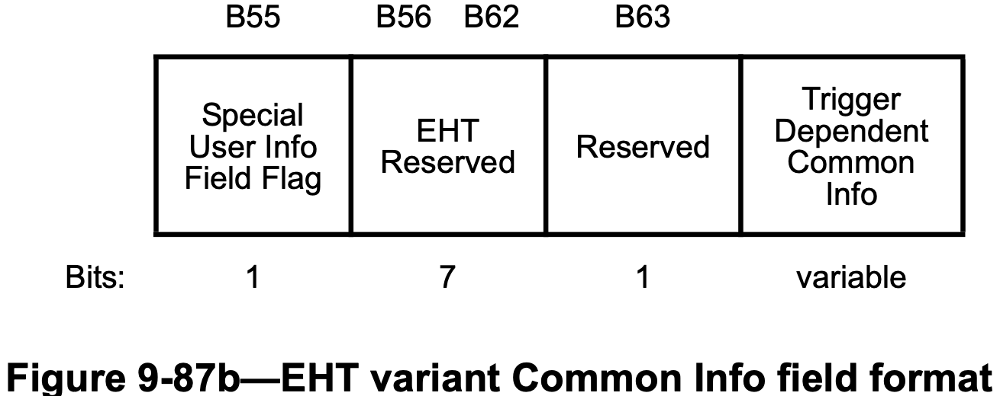 B55 B56 B62 B63
Special
User Info
Field Flag
EHT
Reserved
Reserved
Trigger
Dependent
Common
Info
Bits: 1 7 1 variable
Figure 9-87b—EHT variant Common Info field format